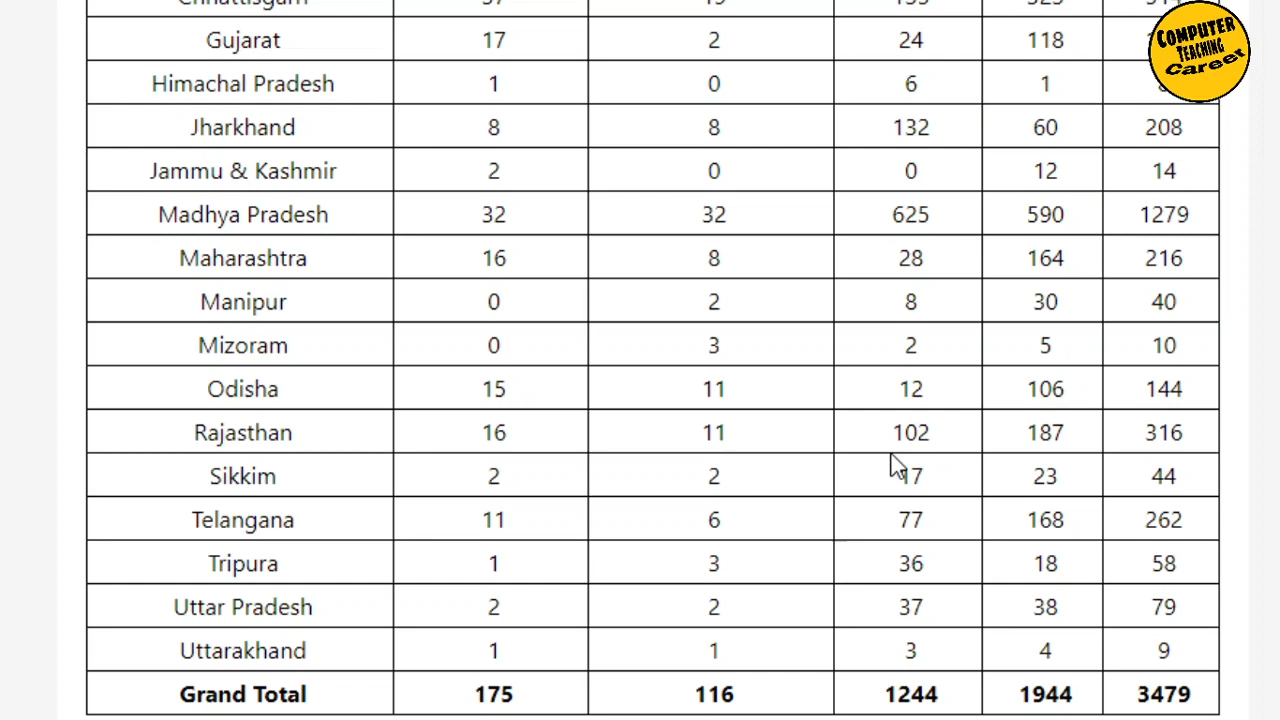 Chhattisgarh 37 19 135 323 514
Gujarat 17 2 24 118
Himachal Pradesh 1 0 6 1 8
Jharkhand 8 8 132 60 208
Jammu & Kashmir 2 0 0 12 14
Madhya Pradesh 32 32 625 590 1279
Maharashtra 16 8 28 164 216
Manipur 0 2 8 30 40
Mizoram 0 3 2 5 10
Odisha 15 11 12 106 144
Rajasthan 16 11 102 187 316
Sikkim 2 2 17 23 44
Telangana 11 6 77 168 262
Tripura 1 3 36 18 58
Uttar Pradesh 2 2 37 38 79
Uttarakhand 1 1 3 4 9
Grand Total 175 116 1244 1944 3479
COMPUTER
TEACHING
Career